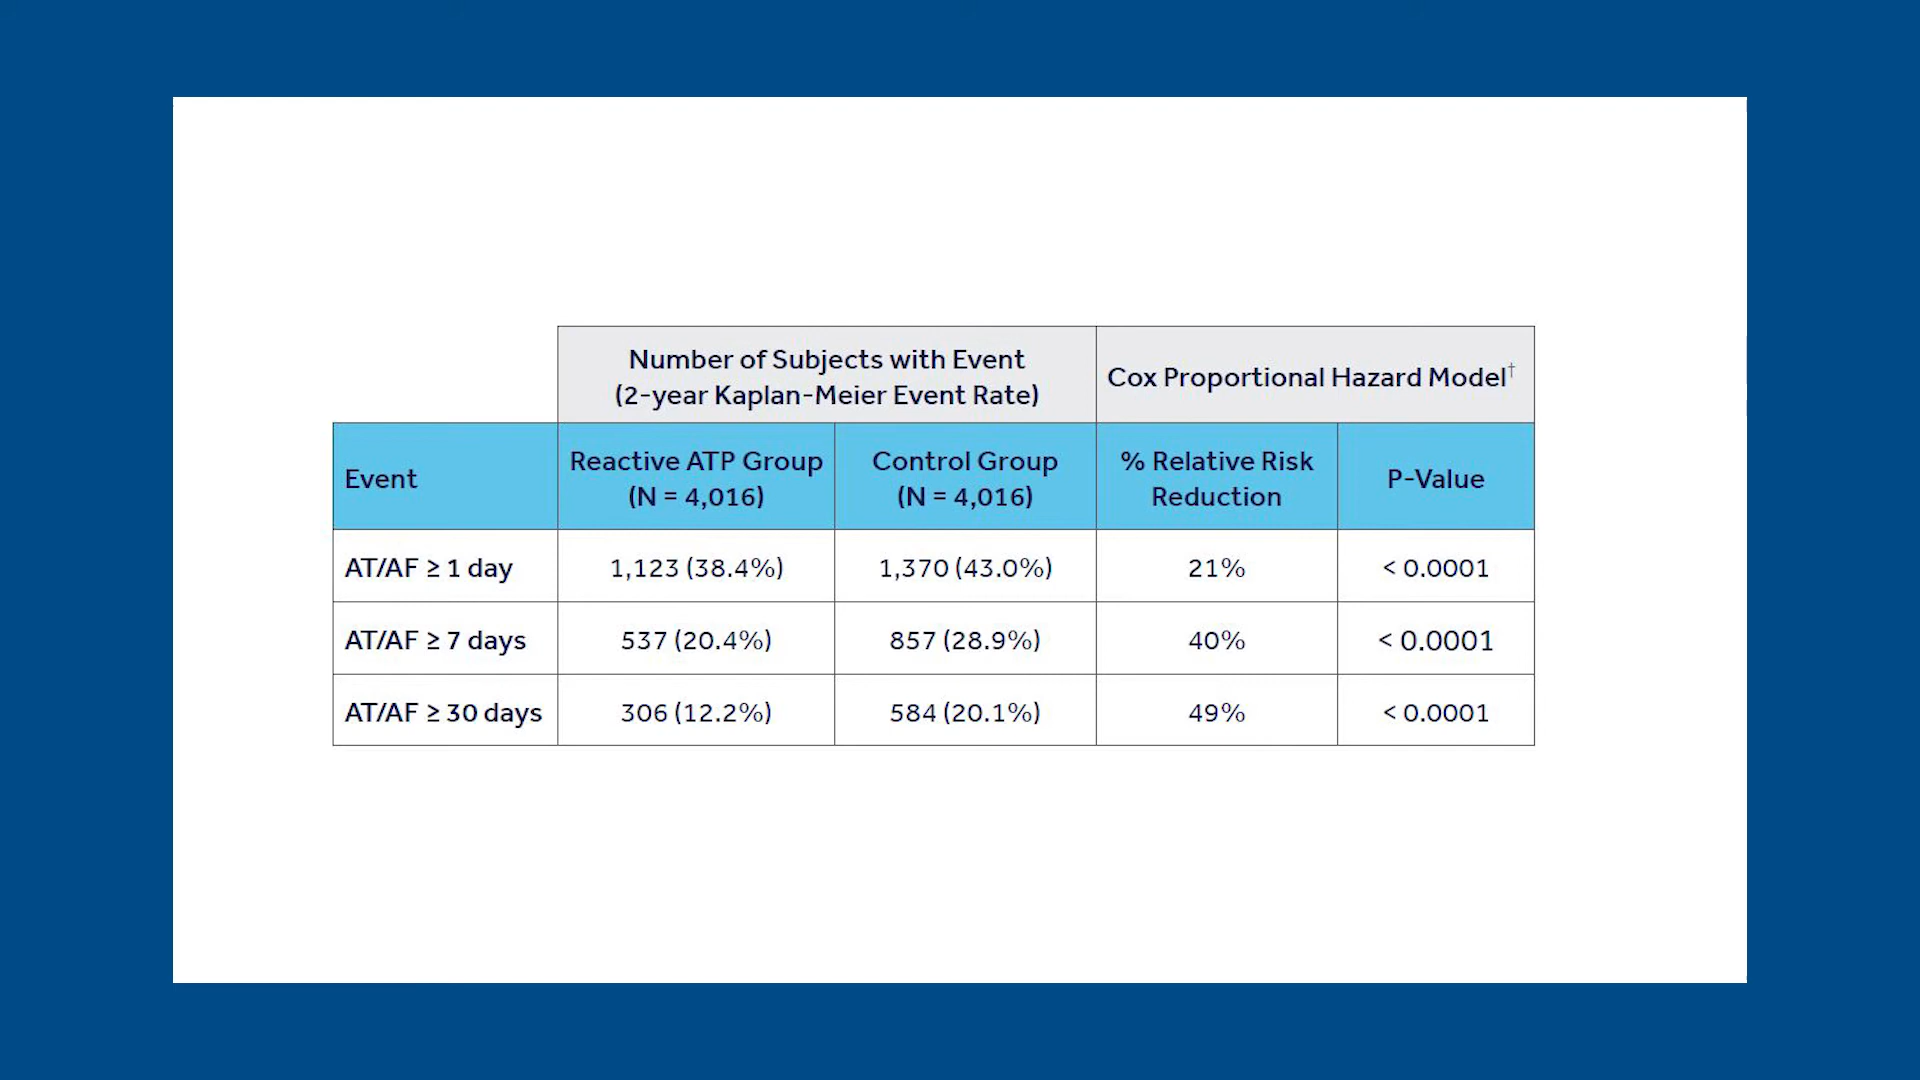 Number of Subjects with Event
(2-year Kaplan-Meier Event Rate)
Cox Proportional Hazard Model†
Event
Reactive ATP Group
(N = 4,016)
Control Group
(N = 4,016)
% Relative Risk
Reduction
P-Value
AT/AF ≥ 1 day 1,123 (38.4%) 1,370 (43.0%) 21% < 0.0001
AT/AF ≥ 7 days 537 (20.4%) 857 (28.9%) 40% < 0.0001
AT/AF ≥ 30 days 306 (12.2%) 584 (20.1%) 49% < 0.0001